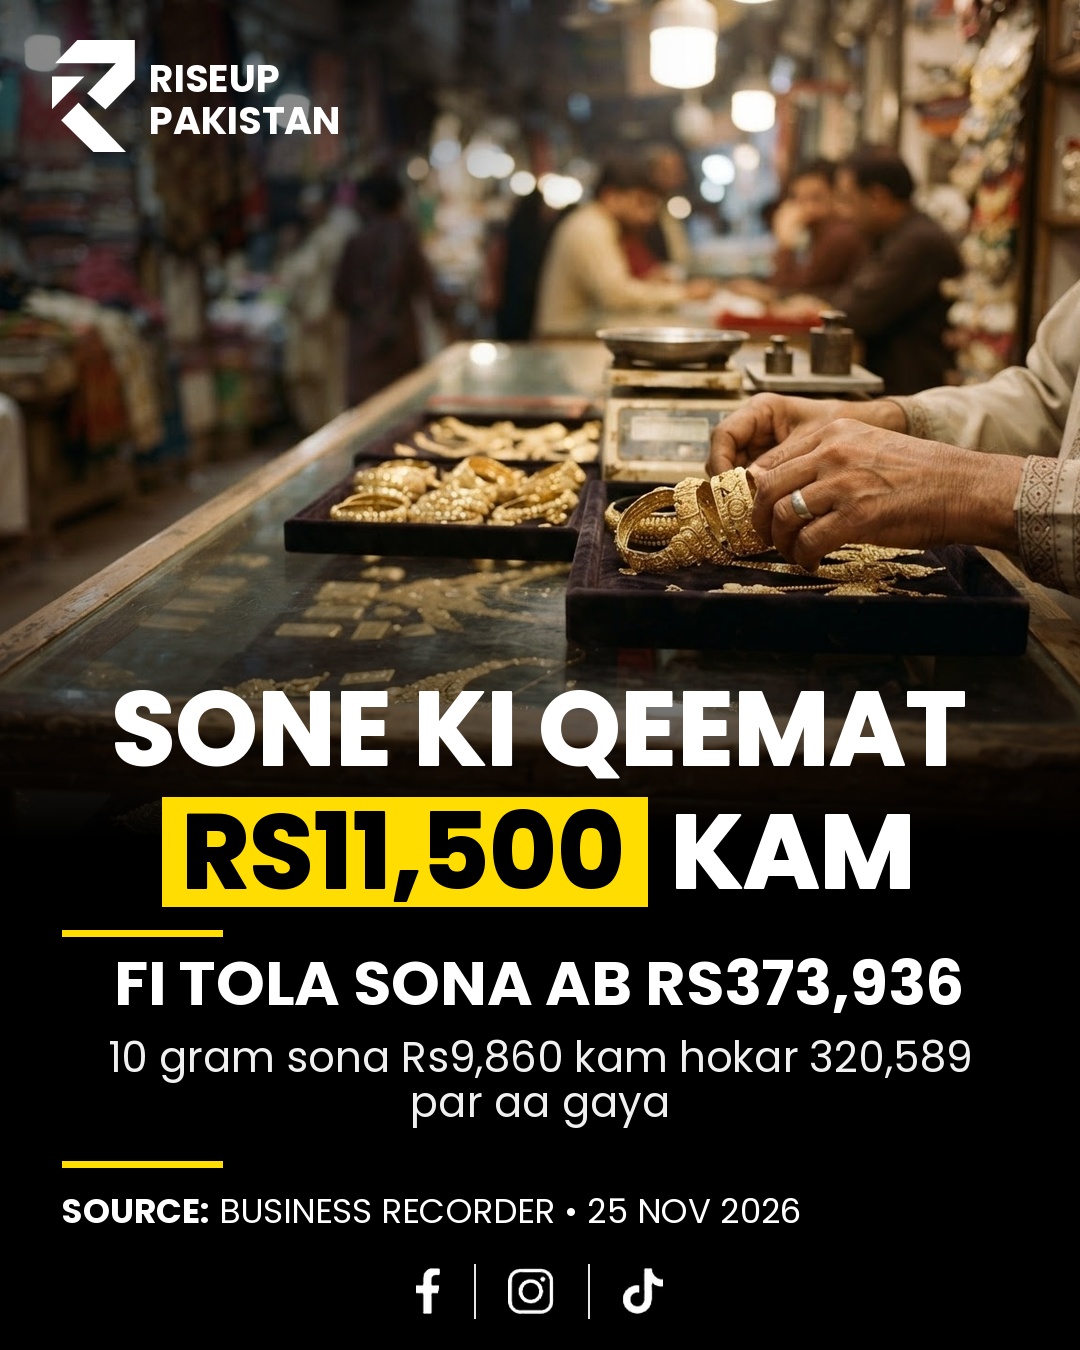 RISEUP
PAKISTAN
SONE KI QEEMAT
RS11,500 KAM
FI TOLA SONA AB RS373,936
10 gram sona Rs9,860 kam hokar 320,589
par aa gaya
SOURCE: BUSINESS RECORDER • 25 NOV 2026